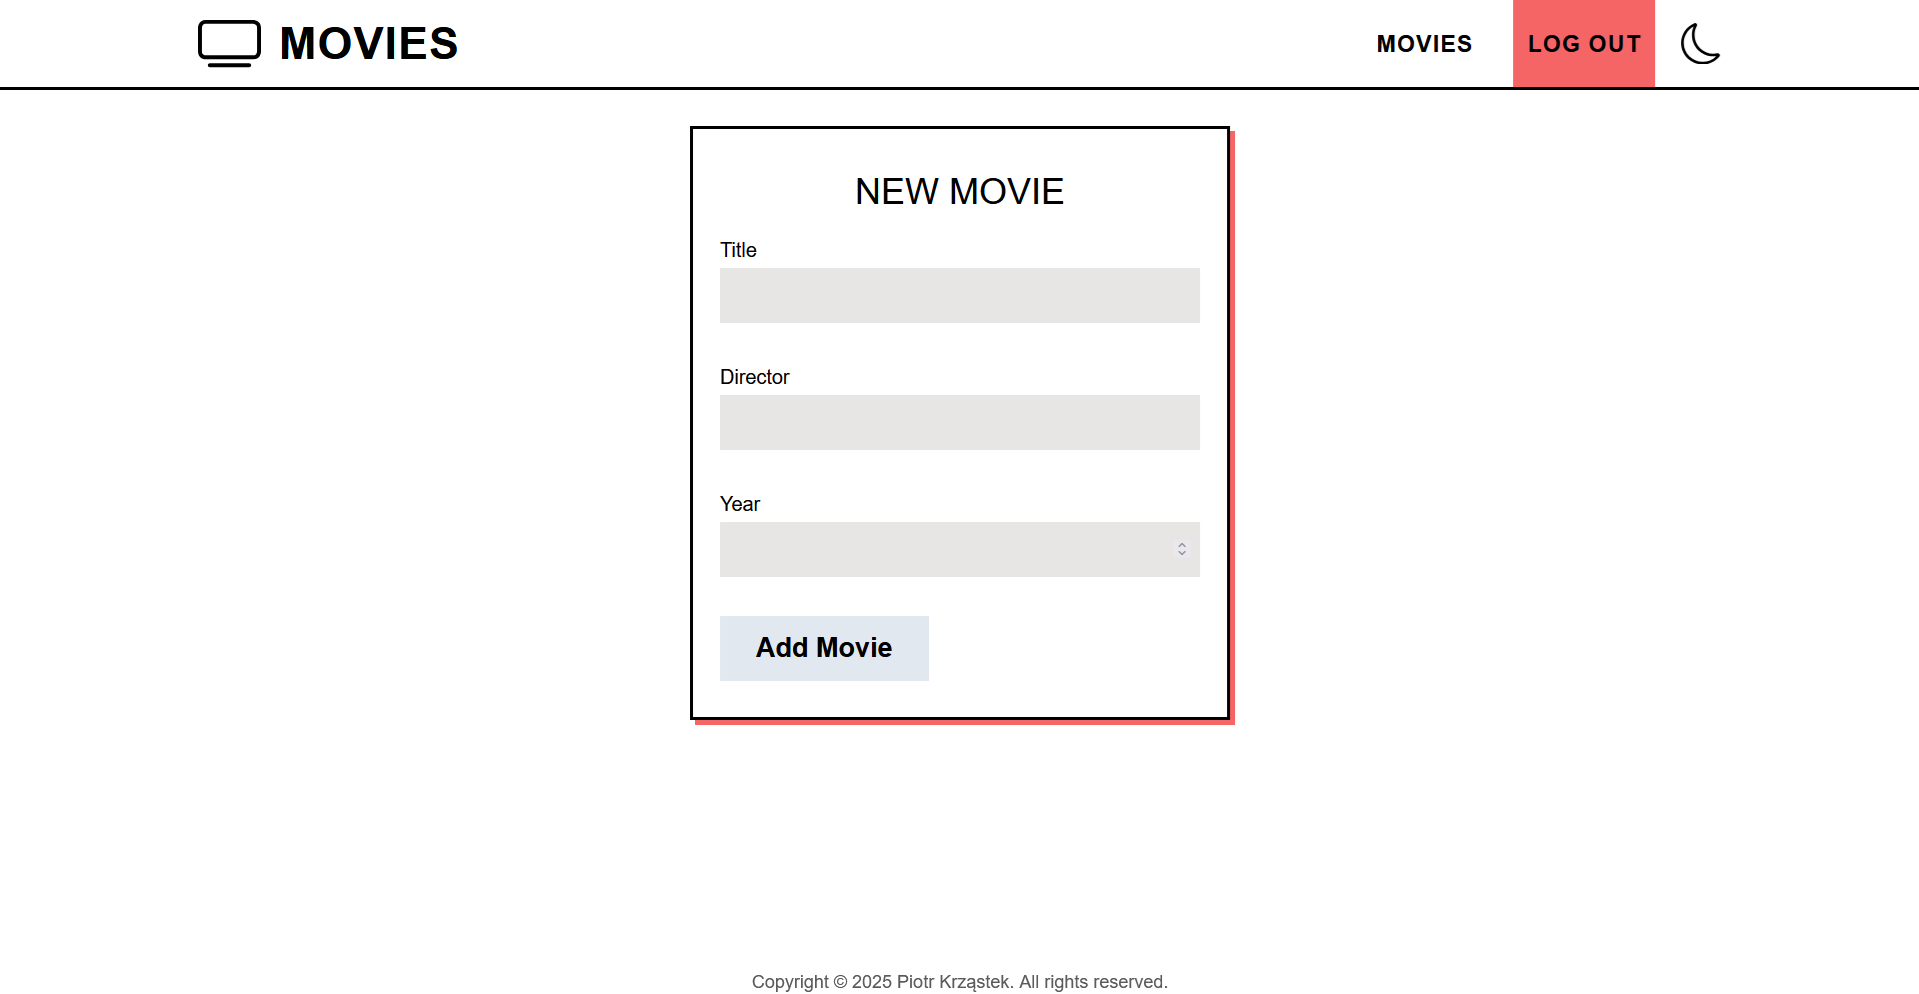 MOVIES
MOVIES
LOG OUT
NEW MOVIE
Title
Director
Year
Add Movie
Copyright © 2025 Piotr Krząstek. All rights reserved.